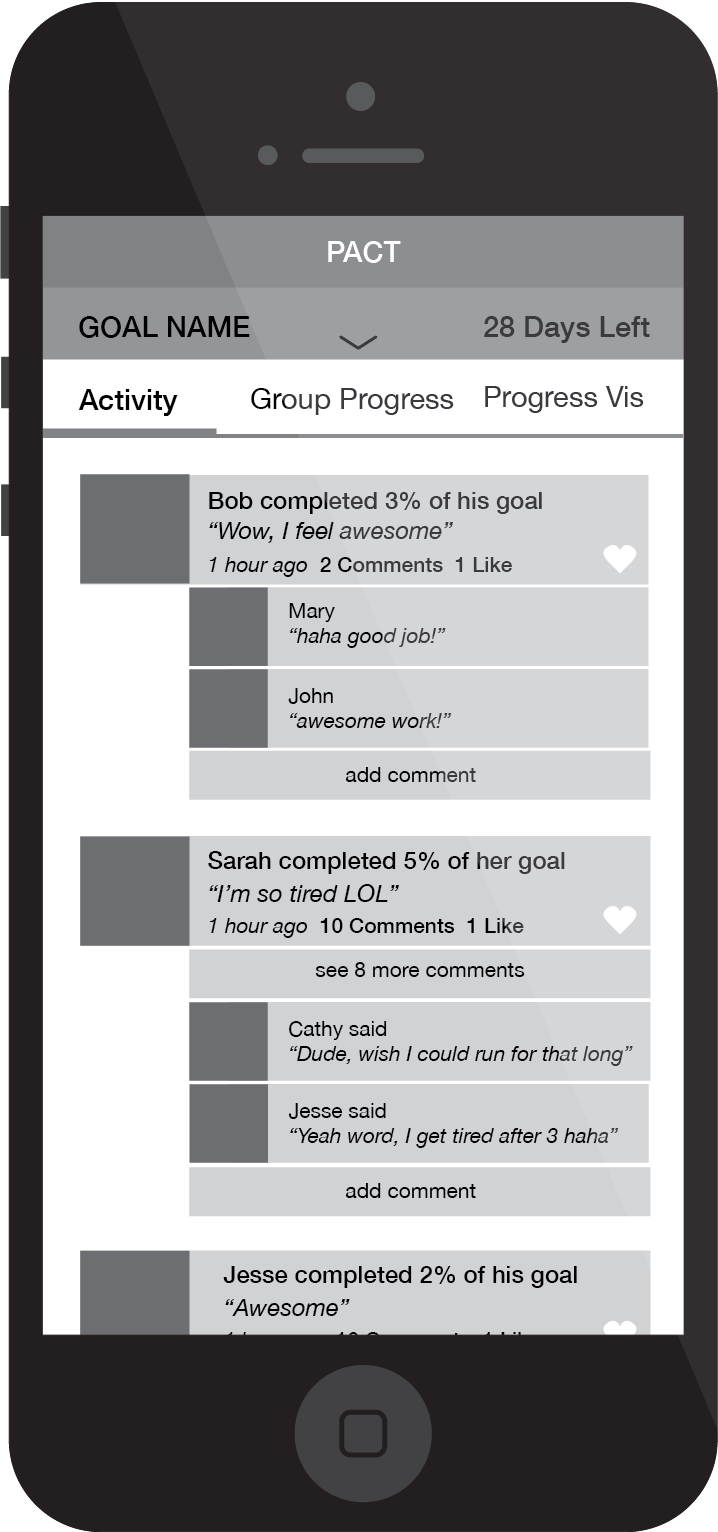 PACT
GOAL NAME 28 Days Left
Activity Group Progress Progress Vis
Bob completed 3% of his goal
“Wow, I feel awesome”
1 hour ago 2 Comments 1 Like
Mary
“haha good job!”
John
“awesome work!”
add comment
Sarah completed 5% of her goal
“I’m so tired LOL”
1 hour ago 10 Comments 1 Like
see 8 more comments
Cathy said
“Dude, wish I could run for that long”
Jesse said
“Yeah word, I get tired after 3 haha”
add comment
Jesse completed 2% of his goal
“Awesome”